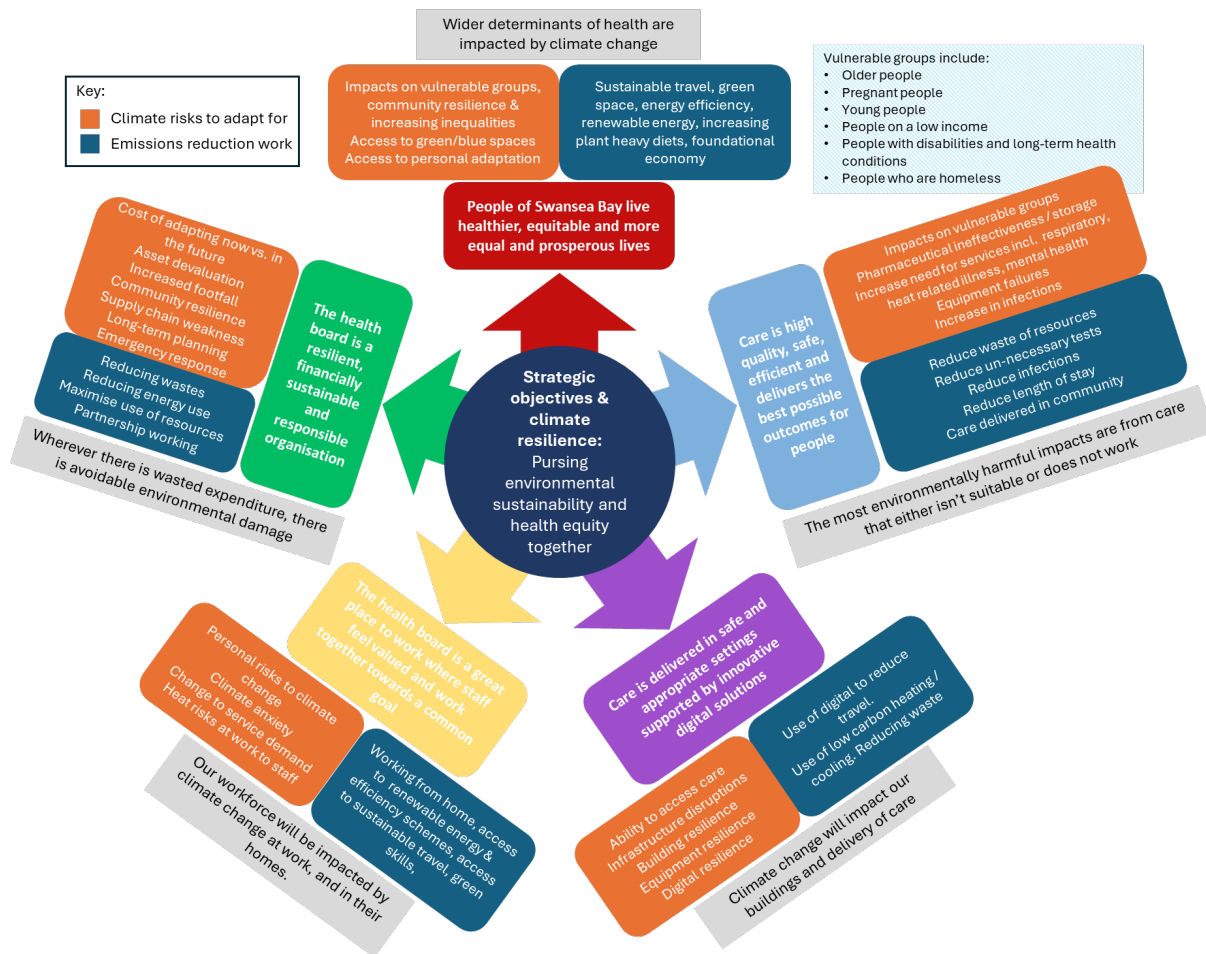 Wider determinants of health are
impacted by climate change
Key:
Climate risks to adapt for
Emissions reduction work
Impacts on vulnerable groups,
community resilience &
increasing inequalities
Access to green/blue spaces
Access to personal adaptation
Sustainable travel, green
space, energy efficiency,
renewable energy, increasing
plant heavy diets, foundational
economy
Vulnerable groups include:
• Older people
• Pregnant people
• Young people
• People on a low income
• People with disabilities and long-term health
conditions
• People who are homeless
People of Swansea Bay live
healthier, equitable and more
equal and prosperous lives
Cost of adapting now vs. in
the future
Asset devaluation
Increased footfall
Community resilience
Supply chain weakness
Long-term planning
Emergency response
Reducing wastes
Reducing energy use
Maximise use of resources
Partnership working
The health
board is a
resilient,
financially
sustainable
and
responsible
organisation
Wherever there is wasted expenditure, there
is avoidable environmental damage
Strategic
objectives &
climate
resilience:
Pursing
environmental
sustainability and
health equity
together
Care is high
quality, safe,
efficient and
delivers the
best possible
outcomes for
people
Impacts on vulnerable groups
Pharmaceutical ineffectiveness / storage
Increase need for services incl. respiratory,
heat related illness, mental health
Equipment failures
Increase in infections
Reduce waste of resources
Reduce un-necessary tests
Reduce infections
Reduce length of stay
Care delivered in community
The most environmentally harmful impacts are from care
that either isn't suitable or does not work
The health board is a great
place to work where staff
feel valued and work
together towards a common
goal
Personal risks to climate
change
Climate anxiety
Change to service demand
Heat risks at work to staff
Working from home, access
to renewable energy &
efficiency schemes, access
to sustainable travel, green
skills,
Our workforce will be impacted by
climate change at work, and in their
homes.
Care is delivered in safe and
appropriate settings
supported by innovative
digital solutions
Use of digital to reduce
travel.
Use of low carbon heating /
cooling. Reducing waste
Ability to access care
Infrastructure disruptions
Building resilience
Equipment resilience
Digital resilience
Climate change will impact our
buildings and delivery of care